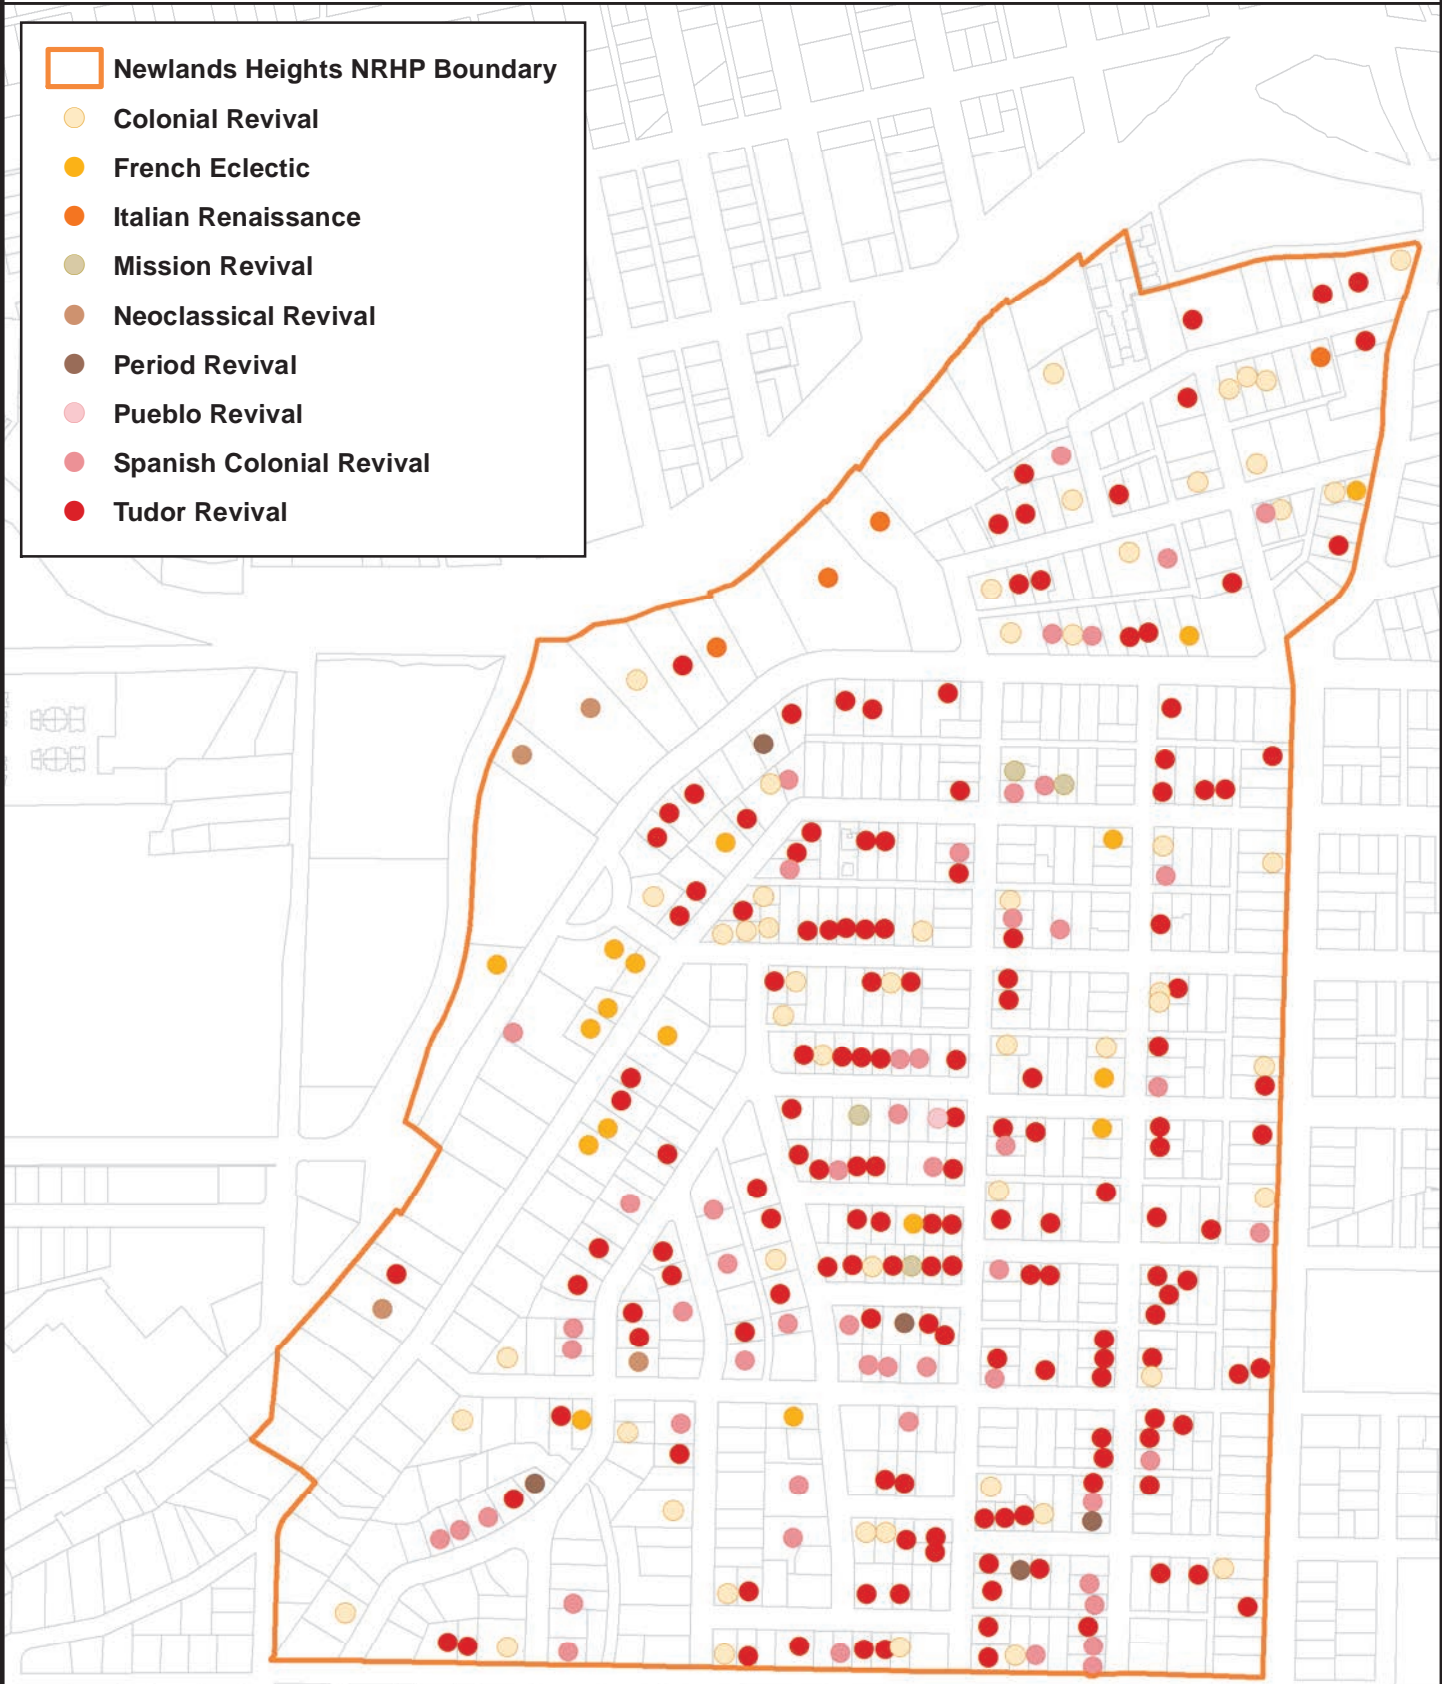 Newlands Heights NRHP Boundary
Colonial Revival
French Eclectic
Italian Renaissance
Mission Revival
Neoclassical Revival
Period Revival
Pueblo Revival
Spanish Colonial Revival
Tudor Revival